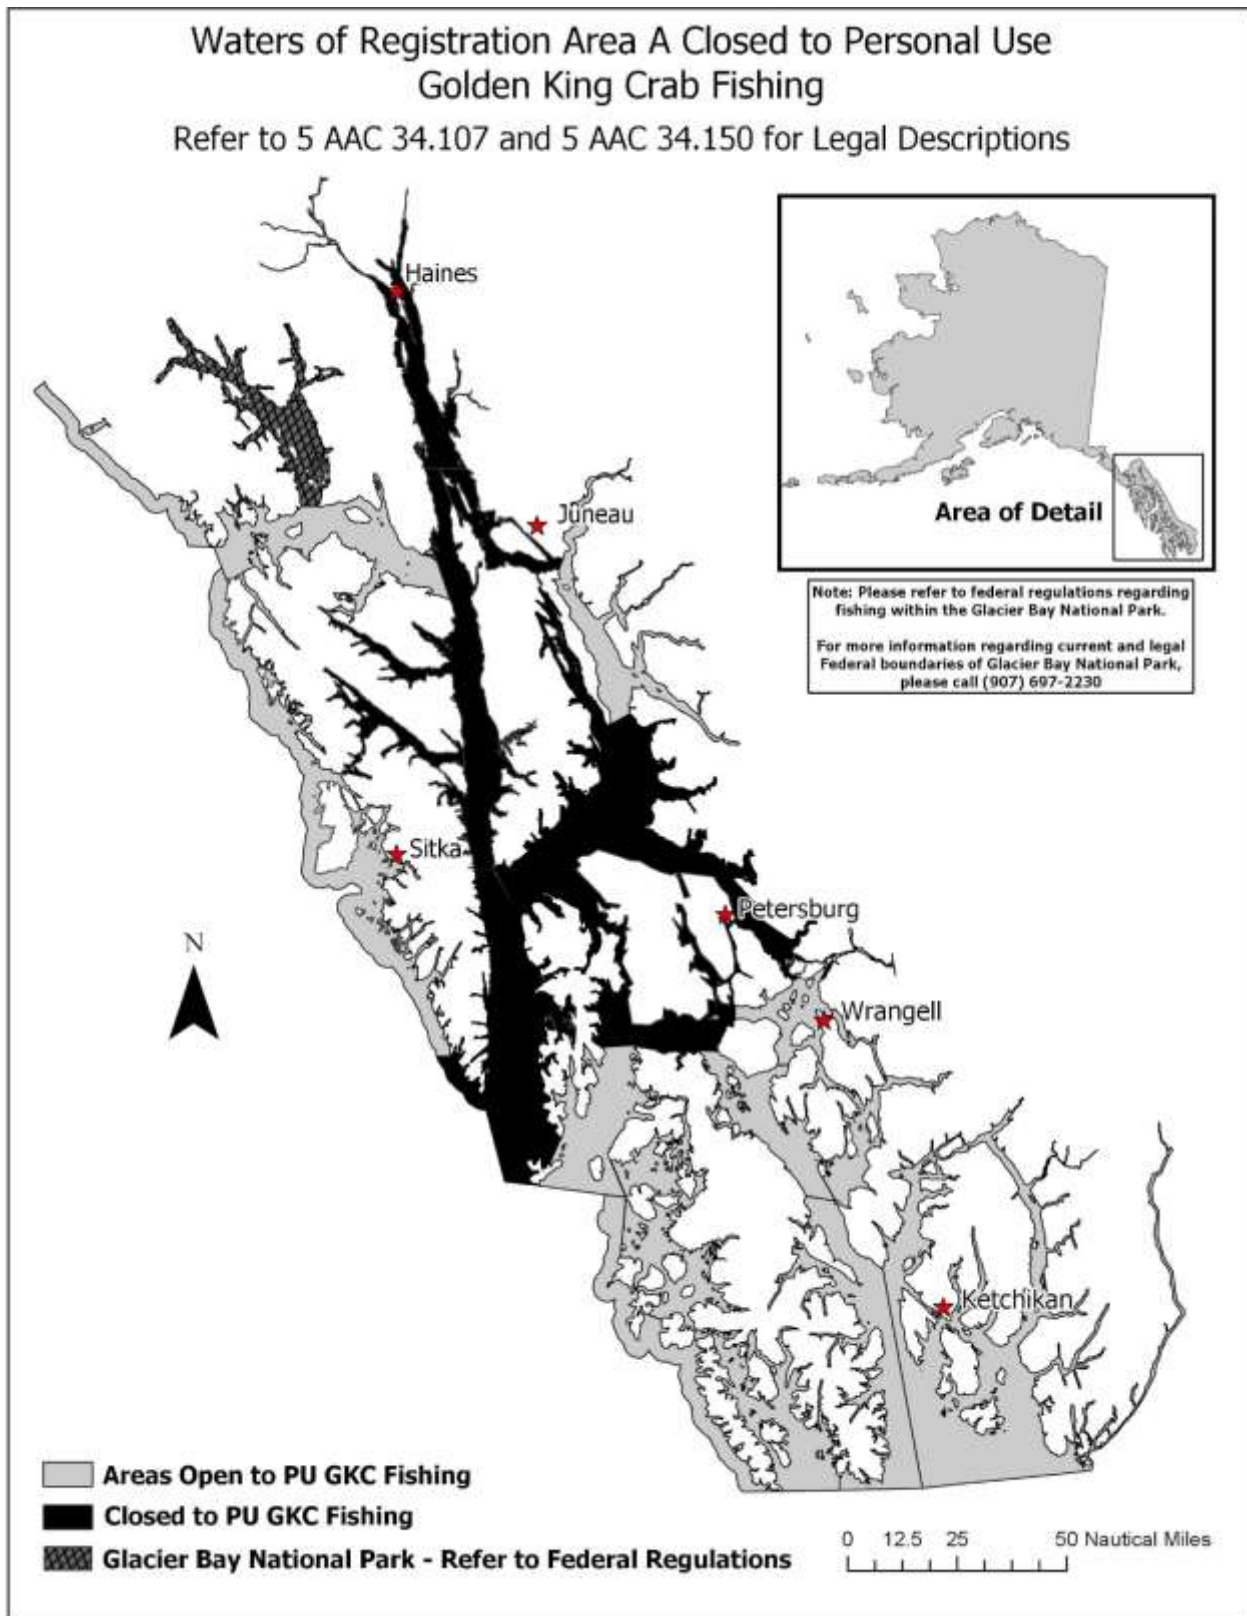 Waters of Registration Area A Closed to Personal Use
Golden King Crab Fishing
Refer to 5 AAC 34.107 and 5 AAC 34.150 for Legal Descriptions
Haines
Juneau
Area of Detail
Note: Please refer to federal regulations regarding
fishing within the Glacier Bay National Park.
For more information regarding current and legal
Federal boundaries of Glacier Bay National Park,
please call (907) 697-2230
Sitka
Petersburg
N
Wrangell
Ketchikan
Areas Open to PU GKC Fishing
Closed to PU GKC Fishing
Glacier Bay National Park - Refer to Federal Regulations
0 12.5 25 50 Nautical Miles